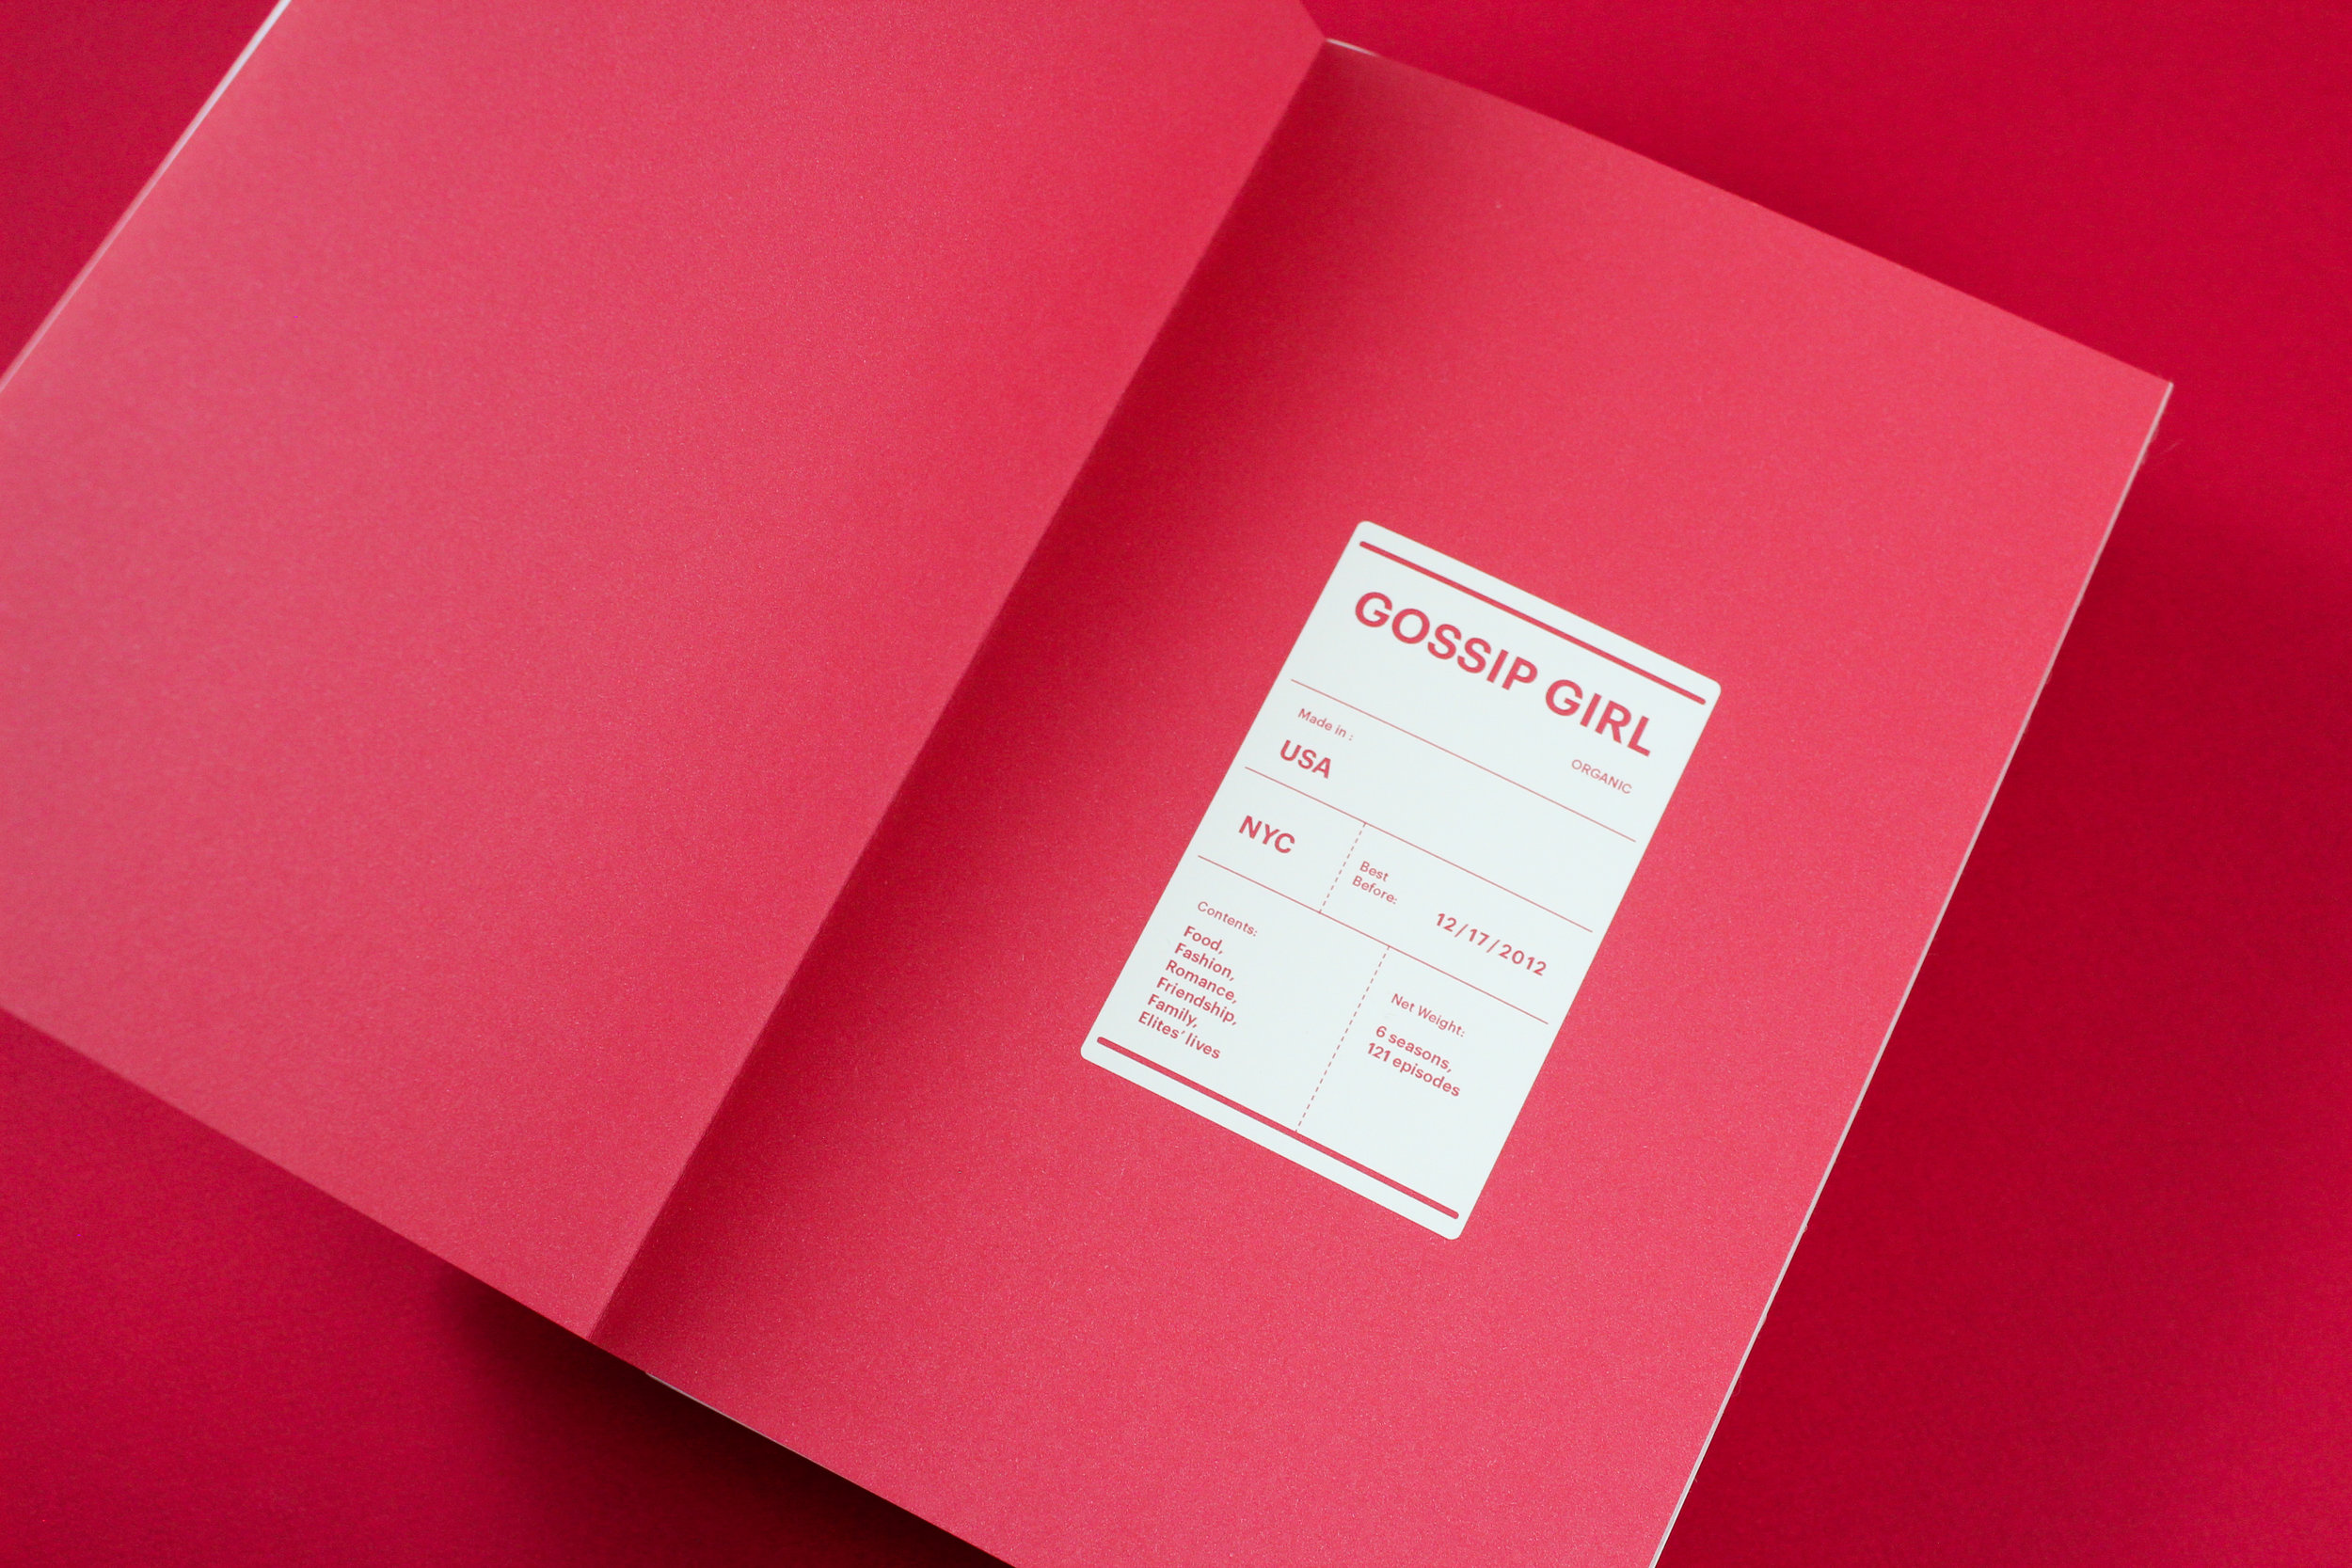 GOSSIP GIRL
ORGANIC
Made in :
USA
NYC
Best
Before:
12/17/2012
Contents:
Food,
Fashion,
Romance,
Friendship,
Family,
Elites' lives
Net Weight:
6 seasons,
121 episodes